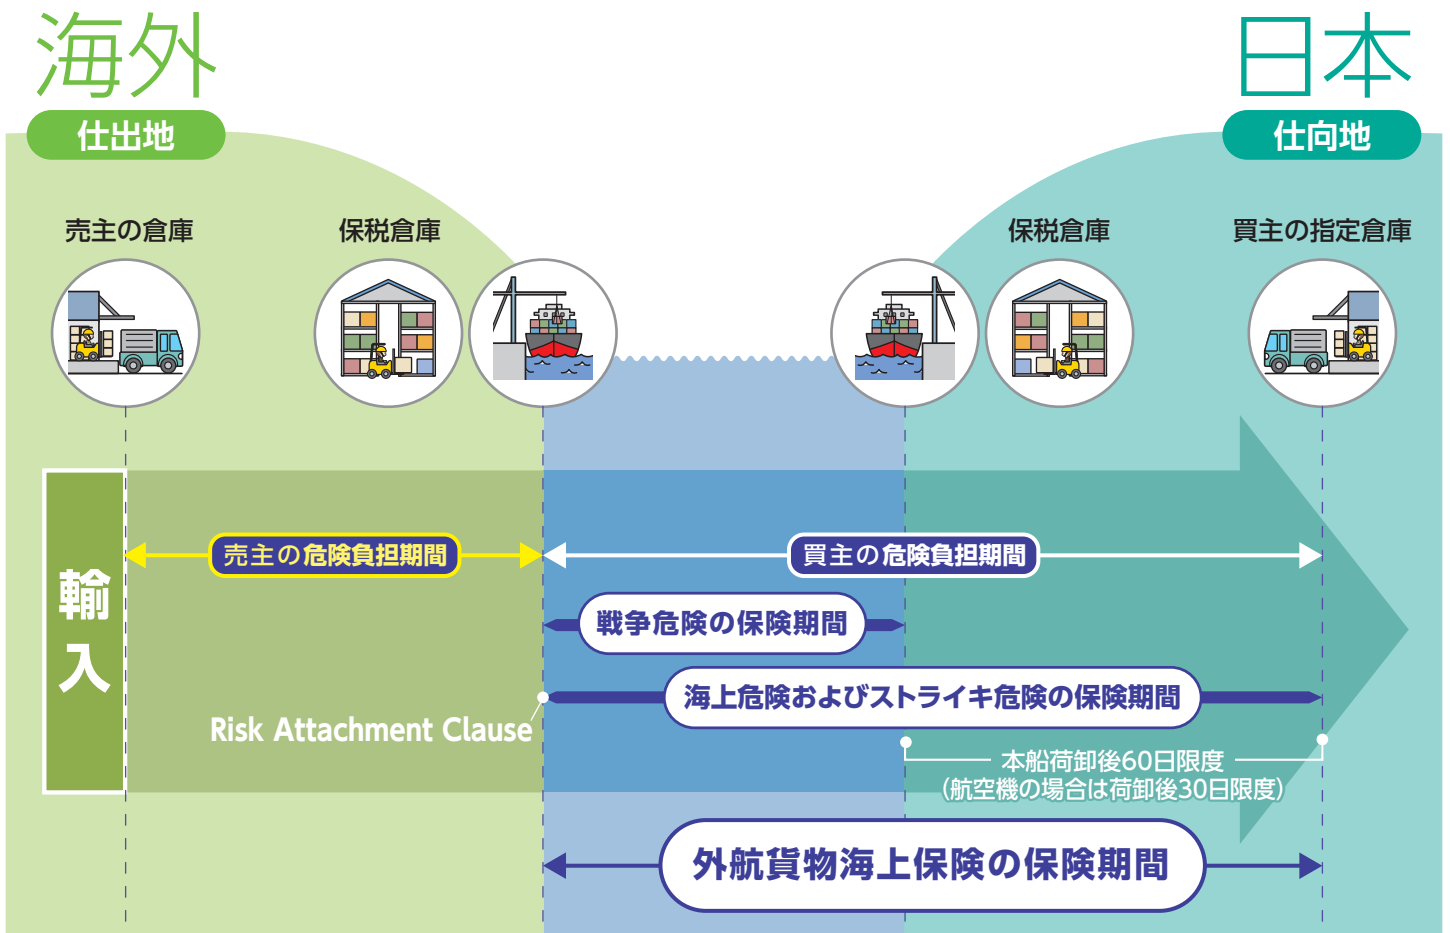 海外
仕出地
日本
仕向地
売主の倉庫
保税倉庫
保税倉庫
買主の指定倉庫
輸入
売主の危険負担期間
買主の危険負担期間
戦争危険の保険期間
海上危険およびストライキ危険の保険期間
Risk Attachment Clause
本船荷卸後60日限度
(航空機の場合は荷卸後30日限度)
外航貨物海上保険の保険期間